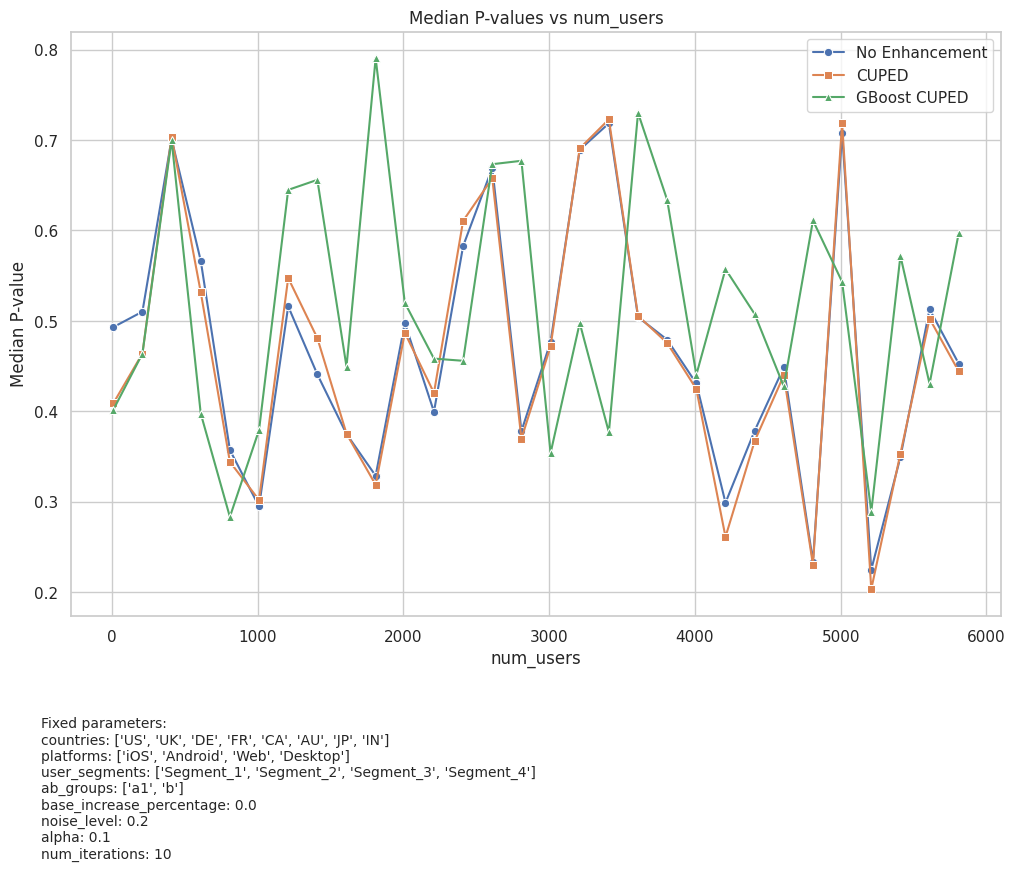 Median P-values vs num_users
No Enhancement
CUPED
GBoost CUPED
Median P-value
0.8
0.7
0.6
0.5
0.4
0.3
0.2
0
1000
2000
3000
4000
5000
6000
num_users
Fixed parameters:
countries: ['US', 'UK', 'DE', 'FR', 'CA', 'AU', 'JP', 'IN']
platforms: ['iOS', 'Android', 'Web', 'Desktop']
user_segments: ['Segment_1', 'Segment_2', 'Segment_3', 'Segment_4']
ab_groups: ['a1', 'b']
base_increase_percentage: 0.0
noise_level: 0.2
alpha: 0.1
num_iterations: 10